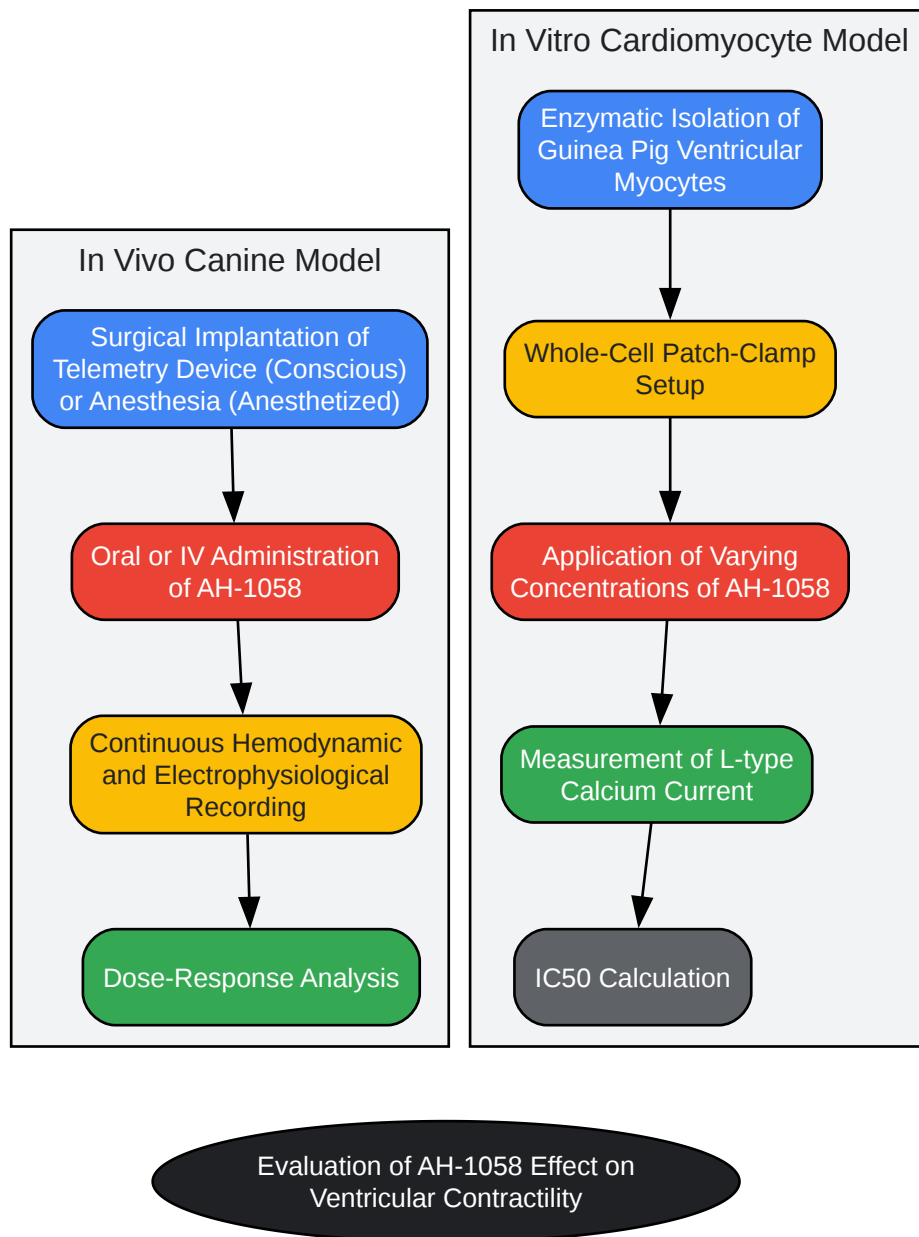 In Vivo Canine Model
Surgical Implantation of
Telemetry Device (Conscious)
or Anesthesia (Anesthetized)
Oral or IV Administration
of AH-1058
Continuous Hemodynamic
and Electrophysiological
Recording
Dose-Response Analysis
In Vitro Cardiomyocyte Model
Enzymatic Isolation of
Guinea Pig Ventricular
Myocytes
Whole-Cell Patch-Clamp
Setup
Application of Varying
Concentrations of AH-1058
Measurement of L-type
Calcium Current
IC50 Calculation
Evaluation of AH-1058 Effect on
Ventricular Contractility